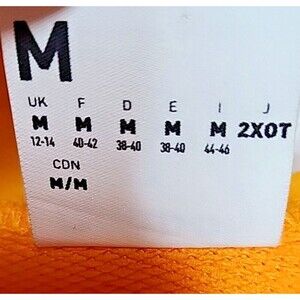 M
UK F D E I J
M M M M M 2XOT
12-14 40-42 38-40 38-40 44-46
CDN
M/M